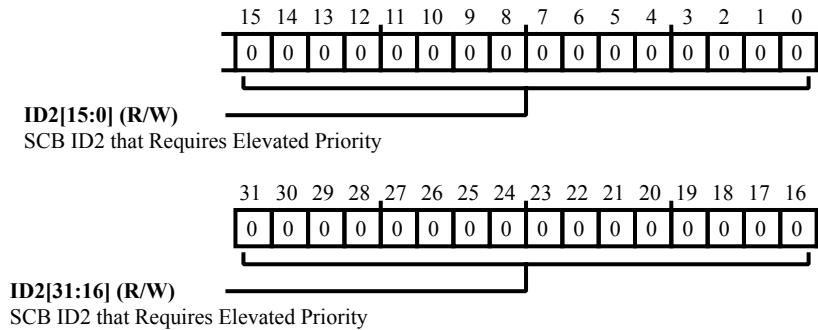 15 14 13 12 11 10 9 8 7 6 5 4 3 2 1 0
0 0 0 0 0 0 0 0 0 0 0 0 0 0 0 0
ID2[15:0] (R/W)
SCB ID2 that Requires Elevated Priority
31 30 29 28 27 26 25 24 23 22 21 20 19 18 17 16
0 0 0 0 0 0 0 0 0 0 0 0 0 0 0 0
ID2[31:16] (R/W)
SCB ID2 that Requires Elevated Priority